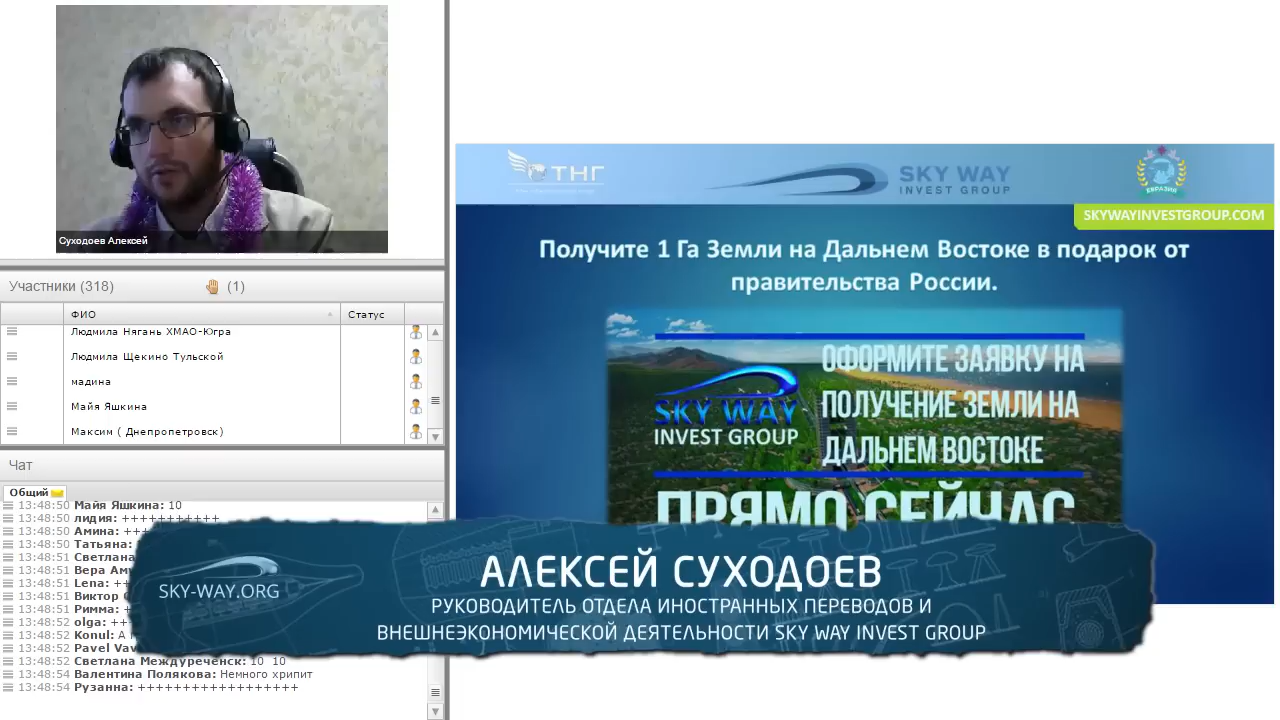 Суходоев Алексей
Участники (318)
(1)
ФИО
Статус
Людмила Нягань ХМАО-Югра
Людмила Щекино Тульской
мадина
Майя Яшкина
Максим ( Днепропетровск)
Чат
Общий
13:48:50 Майя Яшкина: 10
13:48:50 лидия: +++++++++++
13:48:50 Амина:
13:48:50 Татьяна:
13:48:51 Светлана
13:48:51 Вера
13:48:51 Lena:
13:48:51 Виктор
13:48:51 Римма:
13:48:52 olga:
13:48:52 Konul:
13:48:52 Pavel
13:48:52 Светлана Междуреченск: 10 10
13:48:54 Валентина Полякова: Немного хрипит
13:48:54 Рузанна: ++++++++++++++++++
ТНГ
SKY WAY
INVEST GROUP
ЕВРАЗИЯ
SKYWAYINVESTGROUP.COM
Получите 1 Га Земли на Дальнем Востоке в подарок от
правительства России.
SKY WAY
INVEST GROUP
ОФОРМИТЕ ЗАЯВКУ НА
ПОЛУЧЕНИЕ ЗЕМЛИ НА
ДАЛЬНЕМ ВОСТОКЕ
ПРЯМО СЕЙЧАС
SKY-WAY.ORG
АЛЕКСЕЙ СУХОДОЕВ
РУКОВОДИТЕЛЬ ОТДЕЛА ИНОСТРАННЫХ ПЕРЕВОДОВ И
ВНЕШНЕЭКОНОМИЧЕСКОЙ ДЕЯТЕЛЬНОСТИ SKY WAY INVEST GROUP